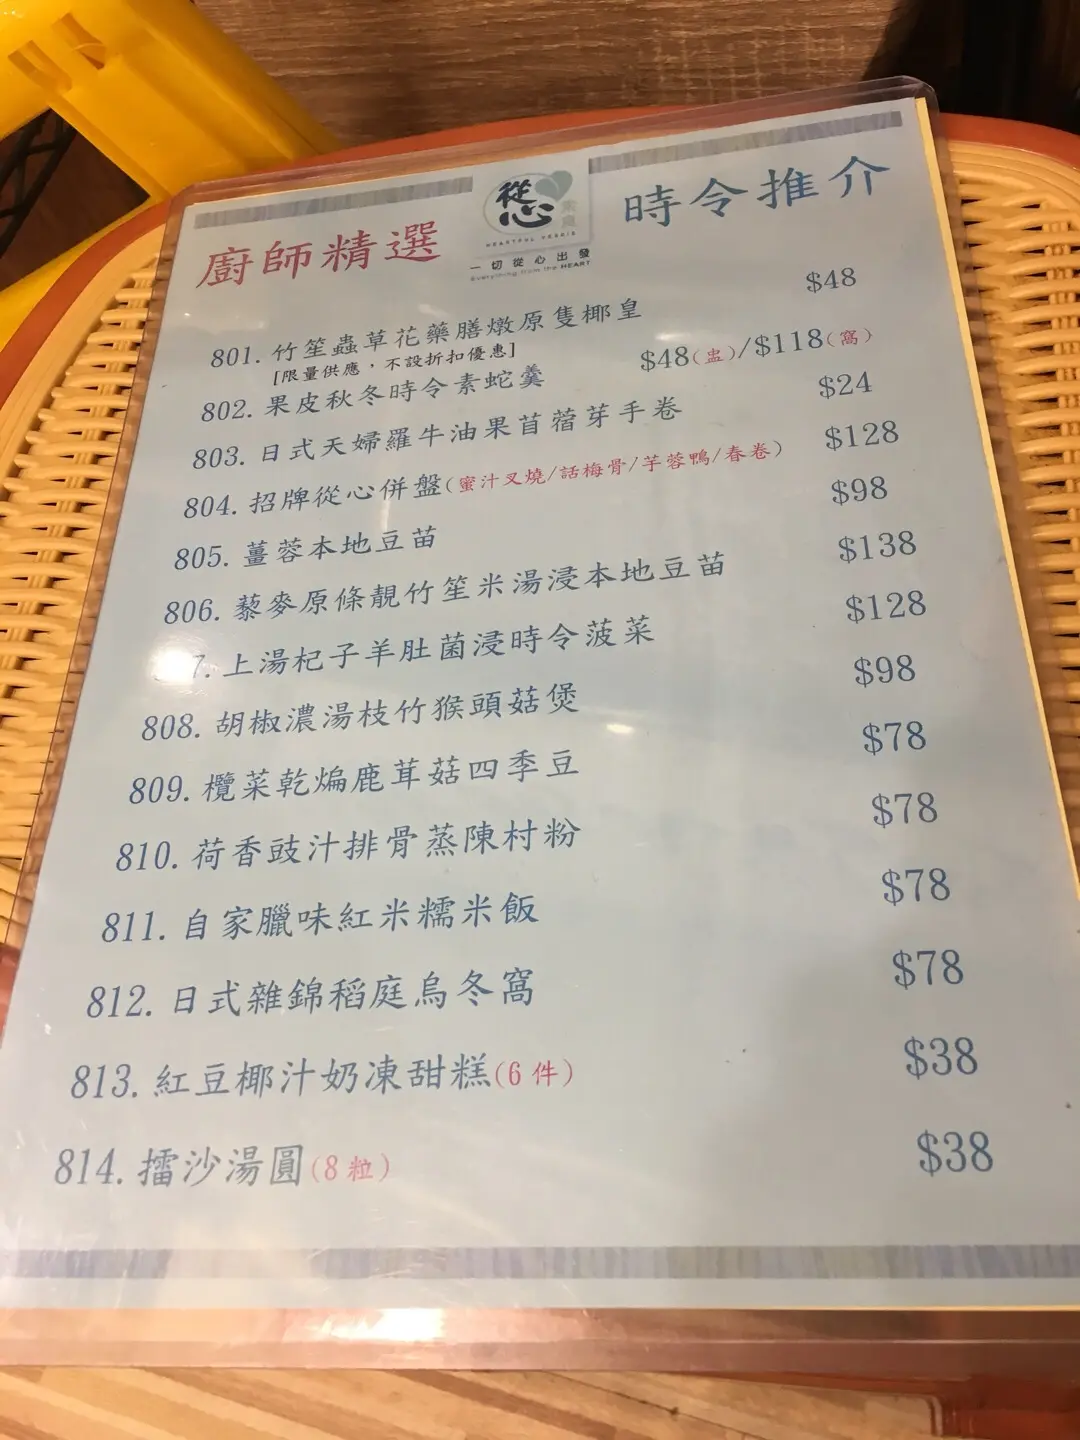 廚師精選
從心
素食
HEARTFUL VEGGIE
一切從心出發
Everything from the HEART
時令推介
801. 竹笙蟲草花藥膳燉原隻椰皇 $48
[限量供應，不設折扣優惠]
802. 果皮秋冬時令素蛇羹 $48(盅)/$118(窩)
803. 日式天婦羅牛油果苜蓿芽手卷 $24
804. 招牌從心併盤(蜜汁叉燒/話梅骨/芋蓉鴨/春卷) $128
805. 薑蓉本地豆苗 $98
806. 藜麥原條靚竹笙米湯浸本地豆苗 $138
7. 上湯杞子羊肚菌浸時令菠菜 $128
808. 胡椒濃湯枝竹猴頭菇煲 $98
809. 欖菜乾煸鹿茸菇四季豆 $78
810. 荷香豉汁排骨蒸陳村粉 $78
811. 自家臘味紅米糯米飯 $78
812. 日式雜錦稻庭烏冬窩 $78
813. 紅豆椰汁奶凍甜糕(6件) $38
814. 擂沙湯圓(8粒) $38